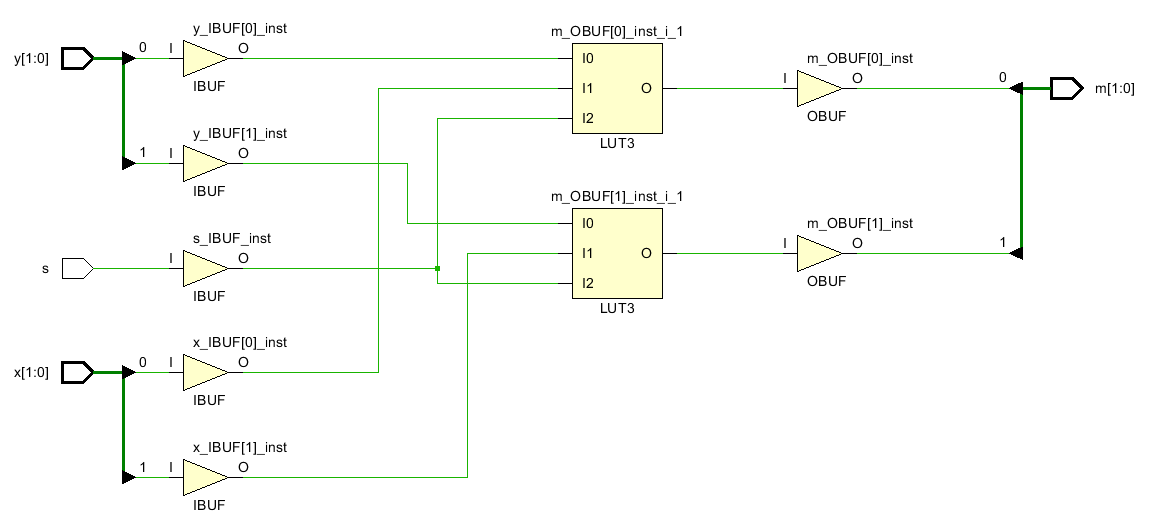 y_IBUF[0]_inst
m_OBUF[0]_inst_i_1
y[1:0] 0 I O I0 m_OBUF[0]_inst
IBUF I1 O I O 0 m[1:0]
I2 OBUF
y_IBUF[1]_inst LUT3
1 I O
IBUF m_OBUF[1]_inst_i_1
I0 m_OBUF[1]_inst
s_IBUF_inst I1 O I O 1
s I O I2 OBUF
IBUF LUT3
x_IBUF[0]_inst
x[1:0] 0 I O
IBUF
x_IBUF[1]_inst
1 I O
IBUF